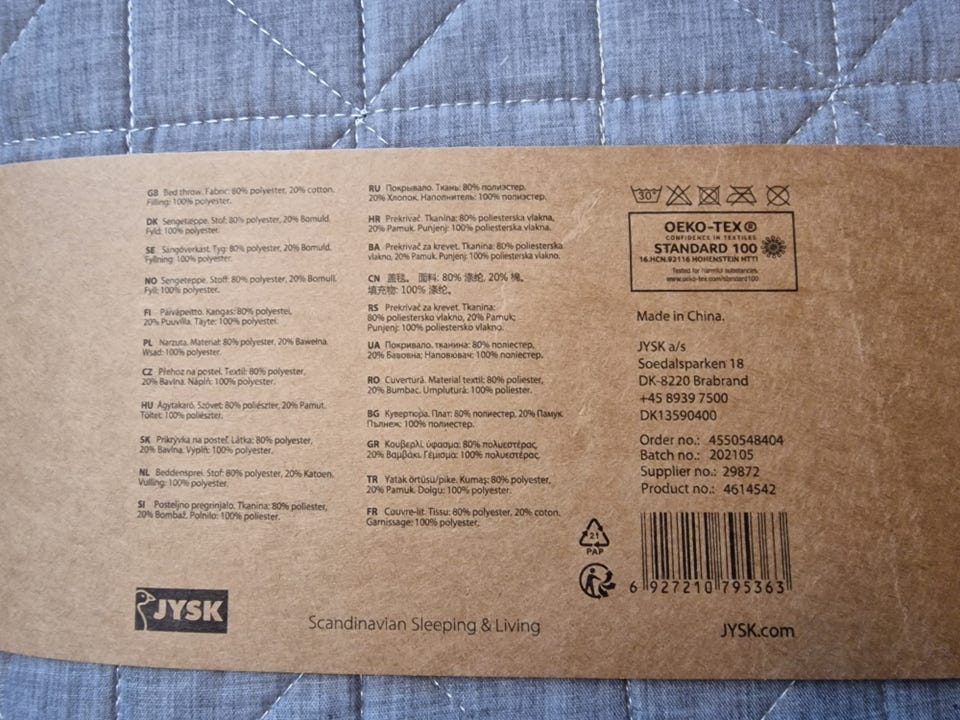 GB Bed throw. Fabric: 80% polyester, 20% cotton.
Filling: 100% polyester.
DK Sengetæppe. Stof: 80% polyester, 20% Bomuld.
Fyld: 100% polyester.
SE Sängöverkast. Tyg: 80% polyester, 20% Bomuld.
Fyllning: 100% polyester.
NO Sengeteppe. Stoff: 80% polyester, 20% Bomull.
Fyll: 100% polyester.
FI Päiväpeitto. Kangas: 80% polyesteri,
20% Puuvilla. Täyte: 100% polyesteri.
PL Narzuta. Materiał: 80% polyester, 20% Bawełna.
Wsad: 100% polyester.
CZ Přehoz na postel. Textil: 80% polyester,
20% Bavlna. Náplň: 100% polyester.
HU Ágytakaró. Szövet: 80% poliészter, 20% Pamut.
Töltet: 100% poliészter.
SK Prikrývka na posteľ. Látka: 80% polyester,
20% Bavlna. Výplň: 100% polyester.
NL Beddensprei. Stof: 80% polyester, 20% Katoen.
Vulling: 100% polyester.
SI Posteljno pregrinjalo. Tkanina: 80% poliester,
20% Bombaž. Polnilo: 100% poliester.
RU Покрывало. Ткань: 80% полиэстер,
20% Хлопок. Наполнитель: 100% полиэстер.
HR Prekrivač. Tkanina: 80% poliesterska vlakna,
20% Pamuk. Punjenj: 100% poliesterska vlakna.
BA Prekrivač za krevet. Tkanina: 80% poliesterska
vlakno, 20% Pamuk. Punjenj: 100% poliestersko vlakno.
CN 盖毯。 面料: 80% 涤纶, 20% 棉。
填充物: 100% 涤纶。
RS Prekrivač za krevet. Tkanina:
80% poliestersko vlakno, 20% Pamuk;
Punjenj: 100% poliestersko vlakno.
UA Покривало. тканина: 80% поліестер,
20% Бавовна; Наповювач: 100% поліестер.
RO Cuvertură. Material textil: 80% poliester,
20% Bumbac. Umplutură: 100% poliester.
BG Кувертюра. Плат: 80% полиестер, 20% Памук.
Пълнеж: 100% полиестер.
GR Κουβερλί. ύφασμα: 80% πολυεστέρας,
20% Βαμβάκι. Γέμισμα: 100% πολυεστέρας.
TR Yatak örtüsü/pike. Kumaş: 80% polyester,
20% Pamuk. Dolgu: 100% polyester.
FR Couvre-lit. Tissu: 80% polyester, 20% coton.
Garnissage: 100% polyester.
30°
OEKO-TEX®
CONFIDENCE IN TEXTILES
STANDARD 100
16.HCN.92116 HOHENSTEIN HTTI
Tested for harmful substances.
www.oeko-tex.com/standard100
Made in China.
JYSK a/s
Soedalsparken 18
DK-8220 Brabrand
+45 8939 7500
DK13590400
Order no.: 4550548404
Batch no.: 202105
Supplier no.: 29872
Product no.: 4614542
21
PAP
6 927210 795363
JYSK
Scandinavian Sleeping & Living
JYSK.com